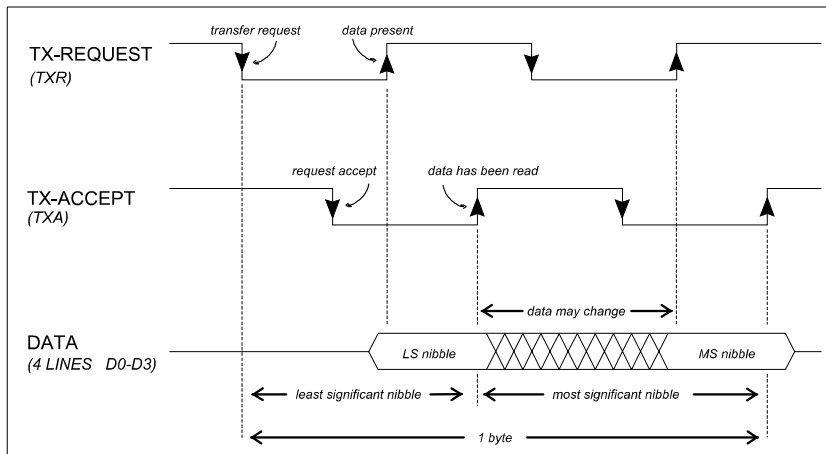 transfer request
data present
TX-REQUEST
(TXR)
request accept
data has been read
TX-ACCEPT
(TXA)
data may change
DATA
(4 LINES D0-D3)
LS nibble
MS nibble
least significant nibble
most significant nibble
1 byte